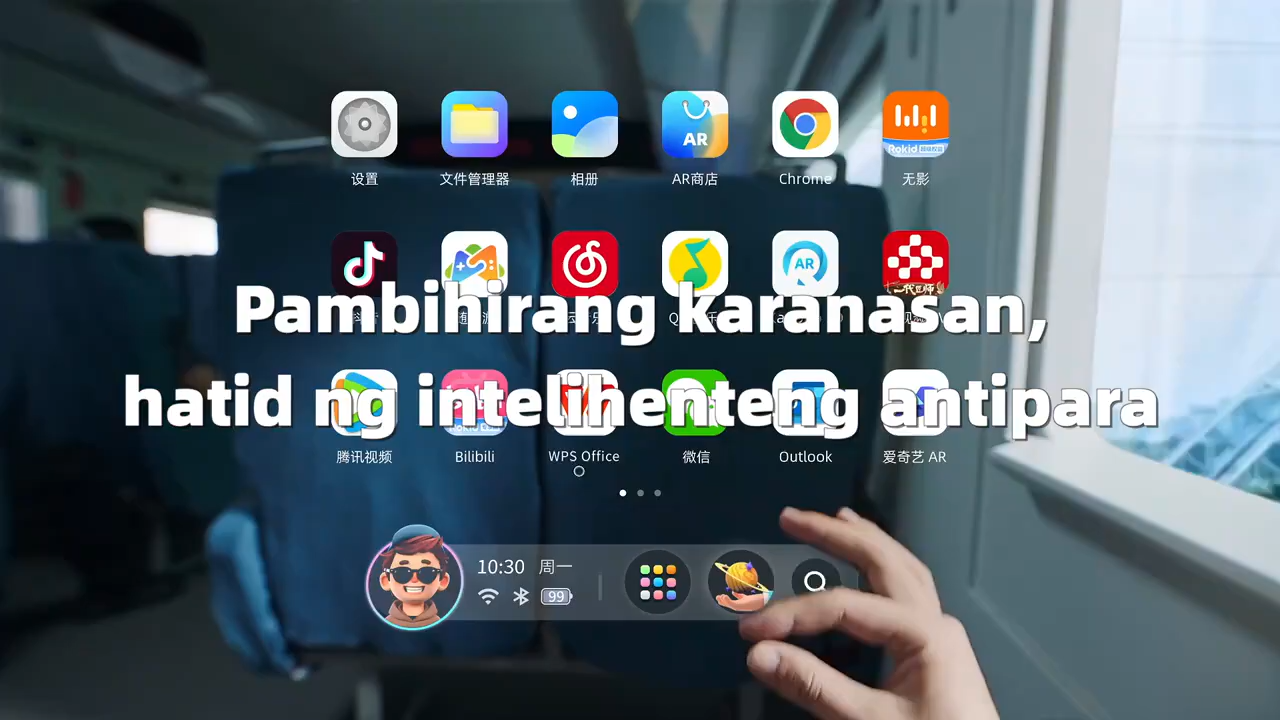 设置 文件管理器 相册 AR商店 Chrome 无影
AR
Rokid
Pambihirang karanasan,
hatid ng intelihenteng antipara
腾讯视频 Bilibili WPS Office 微信 Outlook 爱奇艺 AR
10:30 周一
99